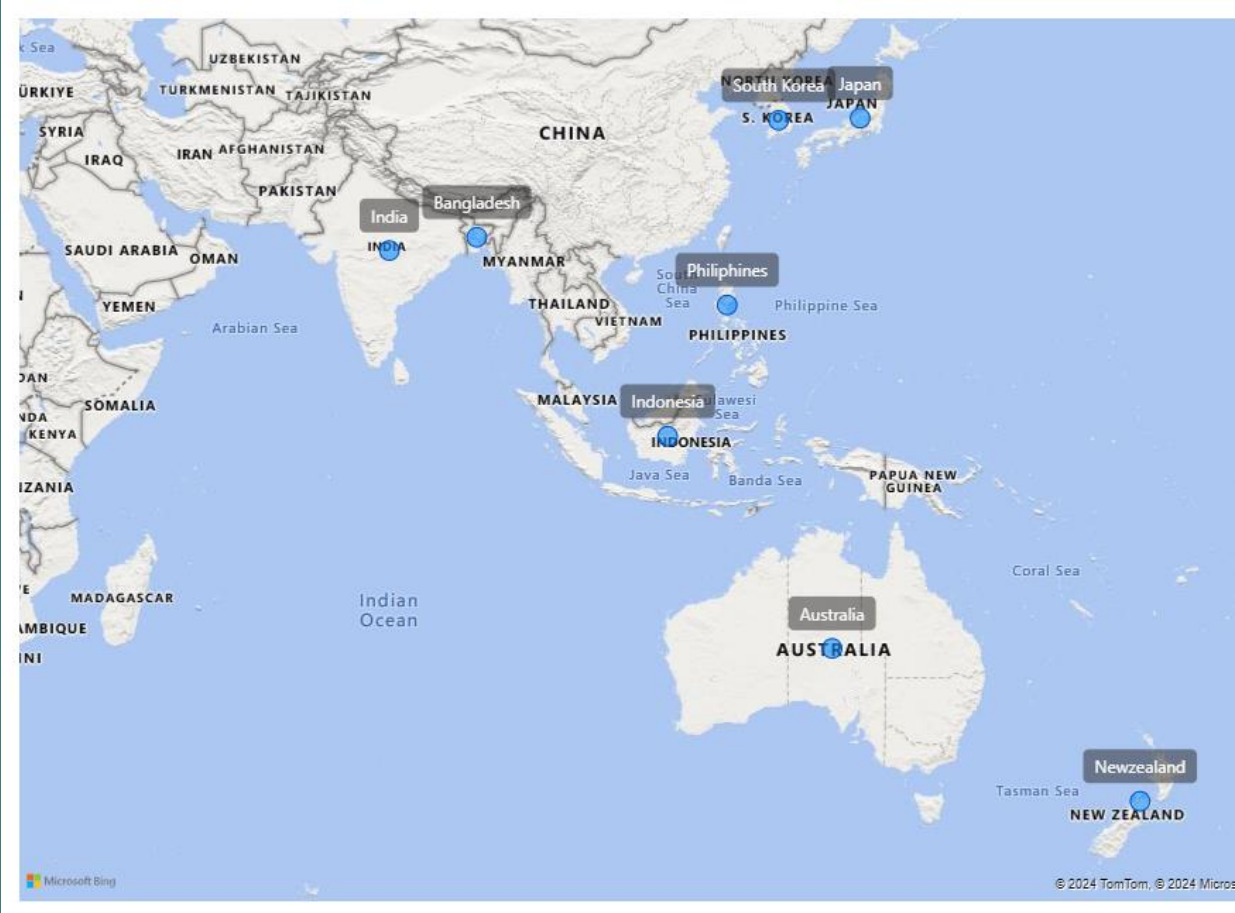 k Sea
UZBEKISTAN
ÜRKIYE
TURKMENISTAN
TAJIKISTAN
NORTH KOREA
South Korea
Japan
JAPAN
S. KOREA
SYRIA
IRAQ
IRAN
AFGHANISTAN
CHINA
PAKISTAN
India
INDIA
Bangladesh
SAUDI ARABIA
OMAN
MYANMAR
YEMEN
Arabian Sea
THAILAND
VIETNAM
South
China
Sea
Philiphines
Philippine Sea
PHILIPPINES
DAN
SOMALIA
NDA
KENYA
MALAYSIA
Indonesia
ulawesi
Sea
INDONESIA
Java Sea
Banda Sea
PAPUA NEW
GUINEA
ZANIA
MADAGASCAR
AMBIQUE
NI
Indian
Ocean
Coral Sea
Australia
AUSTRALIA
Newzealand
Tasman Sea
NEW ZEALAND
Microsoft Bing
© 2024 TomTom, © 2024 Micros